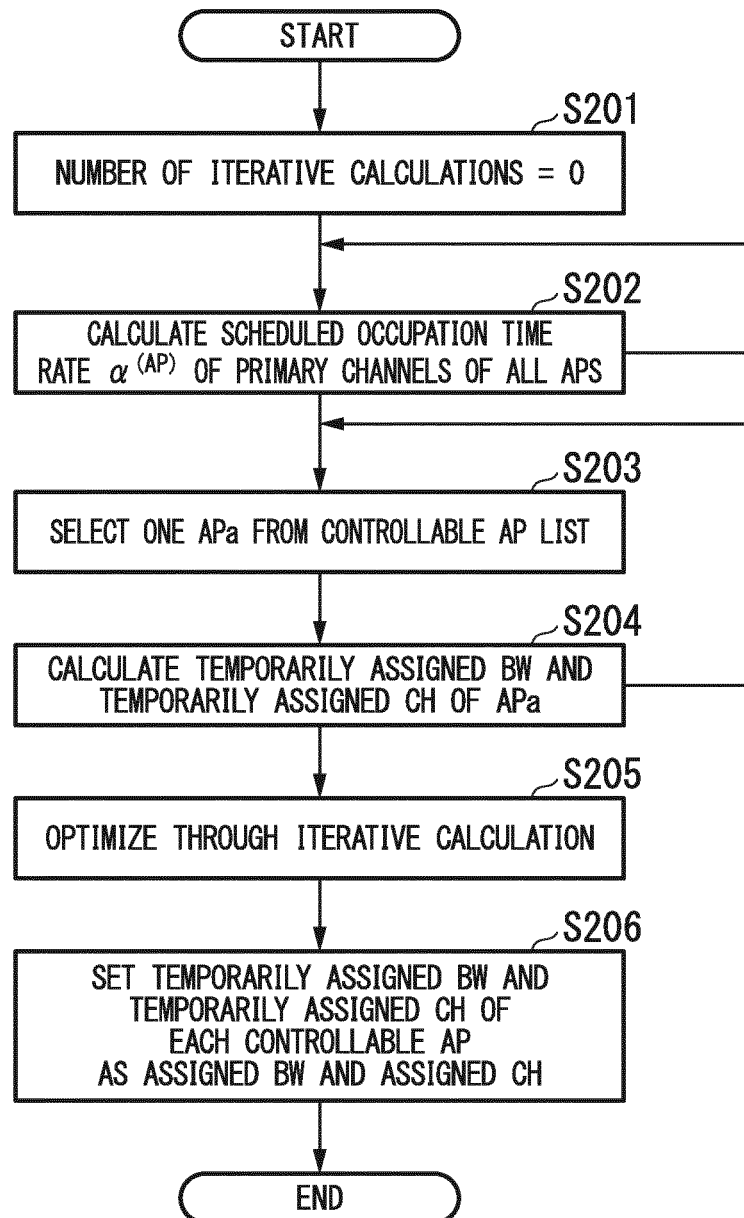 START
S201
NUMBER OF ITERATIVE CALCULATIONS = 0
S202
CALCULATE SCHEDULED OCCUPATION TIME
RATE α (AP) OF PRIMARY CHANNELS OF ALL APS
S203
SELECT ONE APa FROM CONTROLLABLE AP LIST
S204
CALCULATE TEMPORARILY ASSIGNED BW AND
TEMPORARILY ASSIGNED CH OF APa
S205
OPTIMIZE THROUGH ITERATIVE CALCULATION
S206
SET TEMPORARILY ASSIGNED BW AND
TEMPORARILY ASSIGNED CH OF
EACH CONTROLLABLE AP
AS ASSIGNED BW AND ASSIGNED CH
END